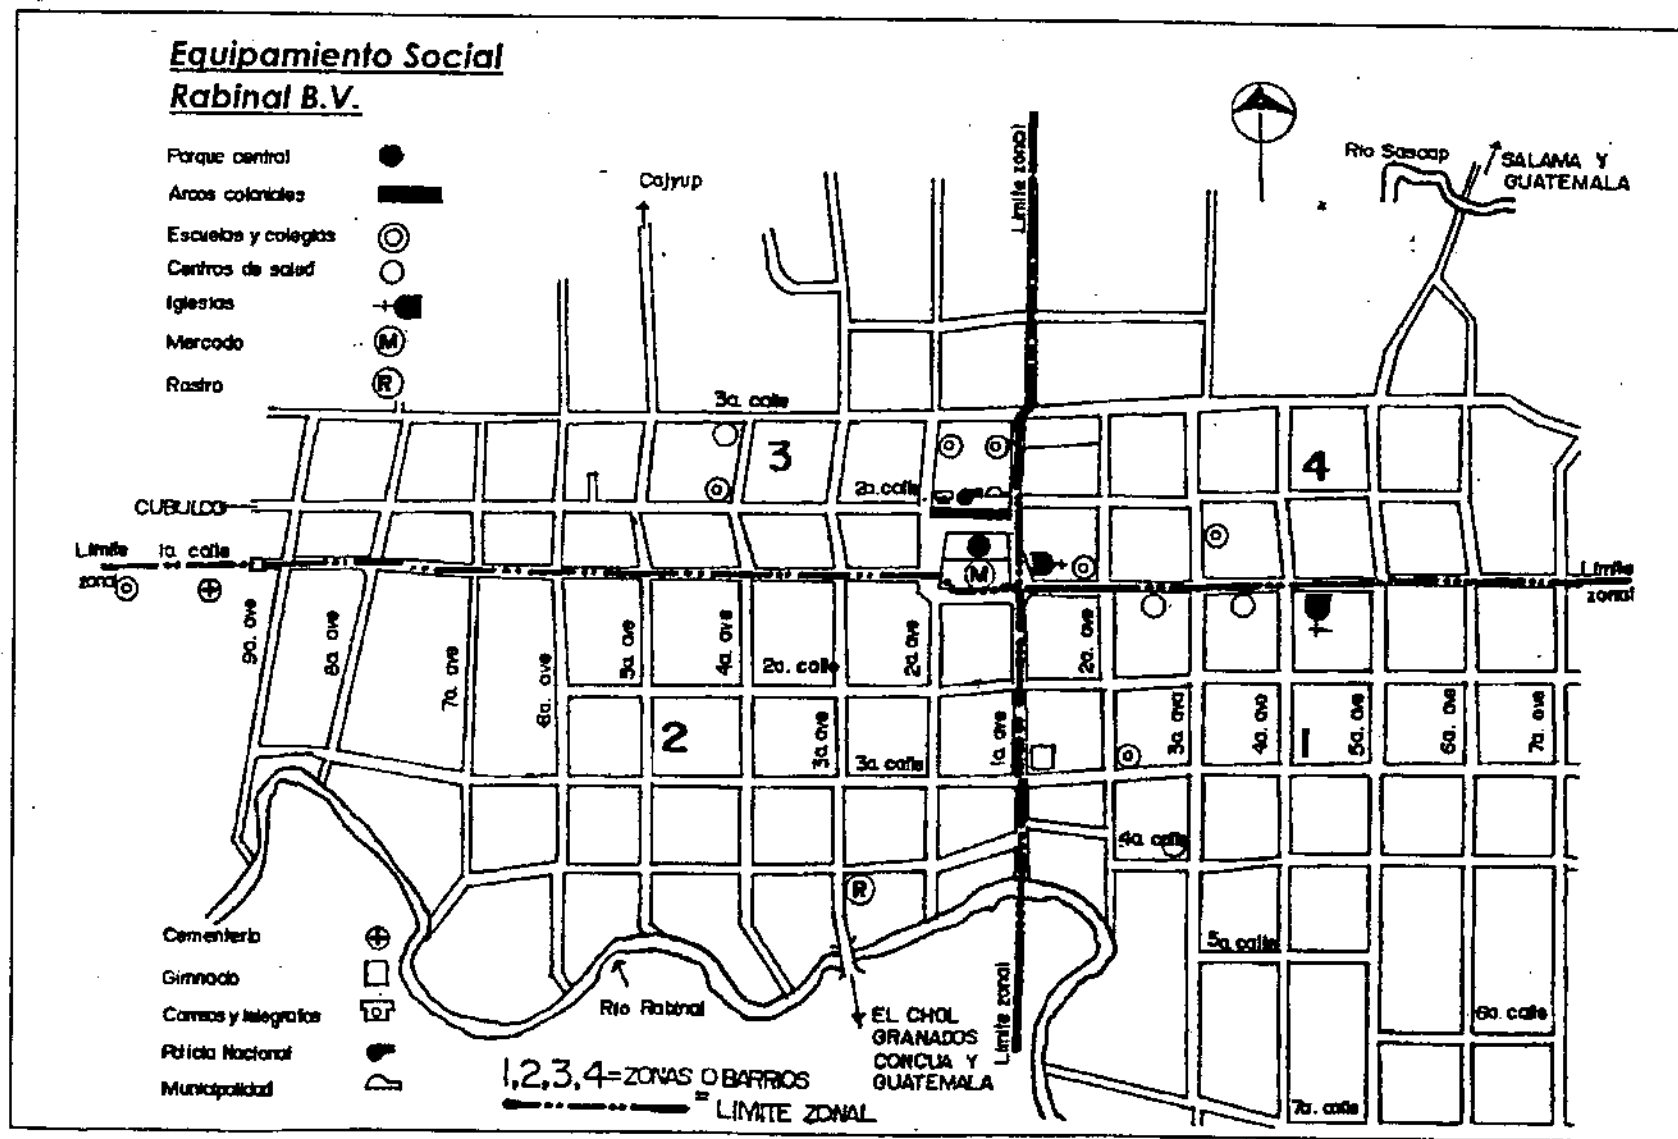 Equipamiento Social
Rabinal B.V.
Parque central
Arcos coloniales
Escuelas y colegios
Centros de salud
Iglesias
Mercado
M
Rastro
R
Cajyup
Limite zonal
Rio Sascap
SALAMA Y
GUATEMALA
3a. calle
3
4
2a. calle
CUBULCO
Limite
zonal
1a. calle
M
Limite
zonal
9a. ave
8a. ave
7a. ave
6a. ave
5a. ave
4a. ave
2a. calle
2a. ave
2a. ave
2
3a. ave
3a. calle
1a. ave
3a. ave
4a. ave
1
5a. ave
6a. ave
7a. ave
4a. calle
R
5a. calle
6a. calle
7a. calle
Rio Rabinal
EL CHOL
GRANADOS
CONCUA Y
GUATEMALA
Limite zonal
Cementerio
Gimnacio
Correos y telegrafos
Policia Nacional
Municipalidad
1,2,3,4=ZONAS O BARRIOS
= LIMITE ZONAL